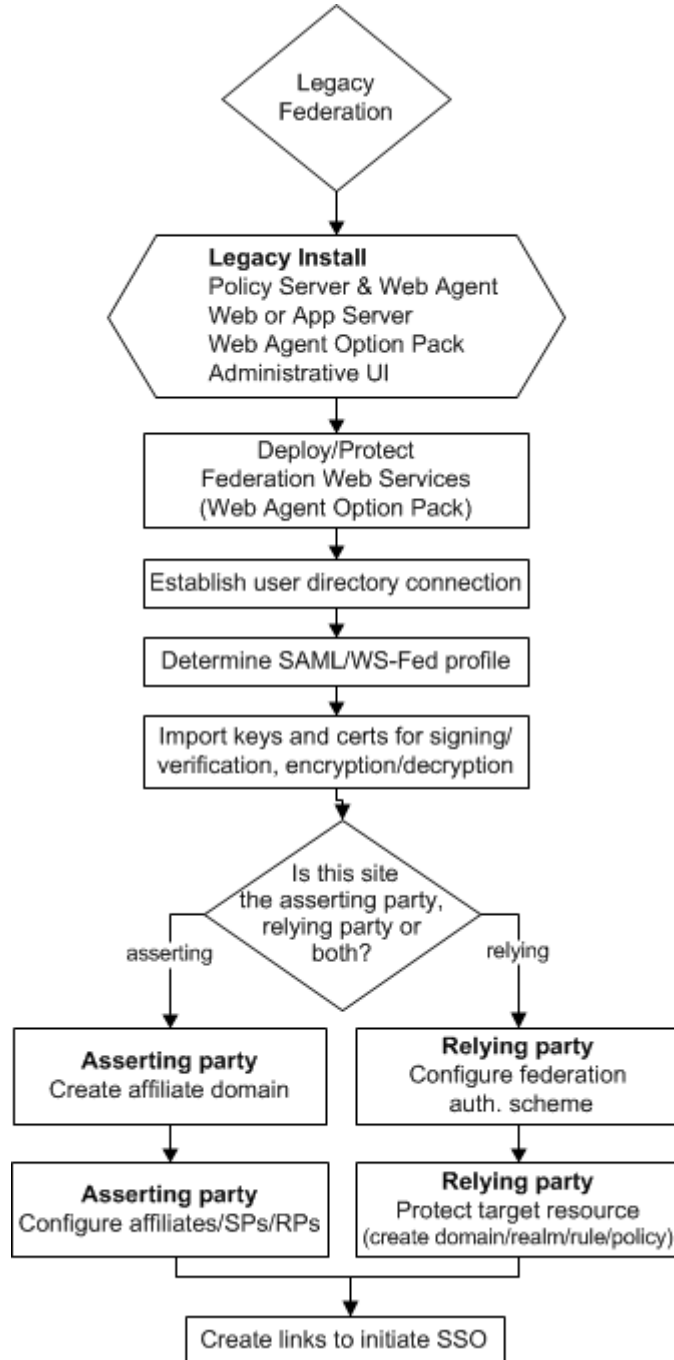 Legacy
Federation
Legacy Install
Policy Server & Web Agent
Web or App Server
Web Agent Option Pack
Administrative UI
Deploy/Protect
Federation Web Services
(Web Agent Option Pack)
Establish user directory connection
Determine SAML/WS-Fed profile
Import keys and certs for signing/
verification, encryption/decryption
Is this site
the asserting party,
relying party or
both?
asserting
relying
Asserting party
Create affiliate domain
Relying party
Configure federation
auth. scheme
Asserting party
Configure affiliates/SPs/RPs
Relying party
Protect target resource
(create domain/realm/rule/policy)
Create links to initiate SSO